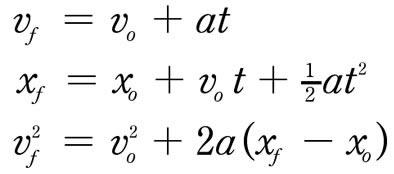 v_f = v_o + at
x_f = x_o + v_o t + ½at²
v_f² = v_o² + 2a(x_f − x_o)